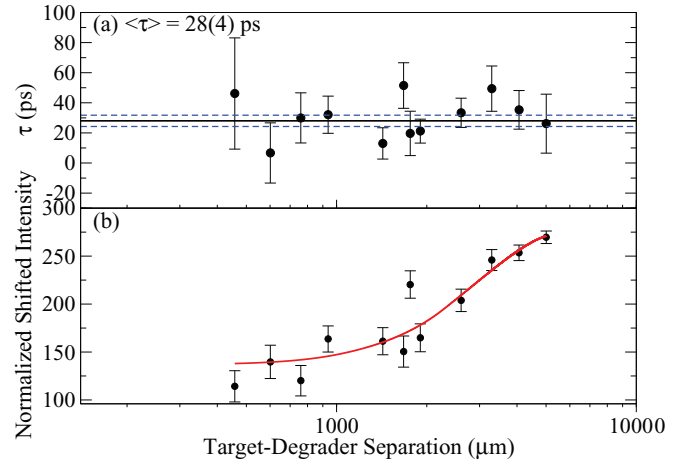 (a) <τ> = 28(4) ps
100
80
60
40
20
0
-20
τ (ps)
300
(b)
250
200
150
100
Normalized Shifted Intensity
1000
10000
Target-Degrader Separation (μm)